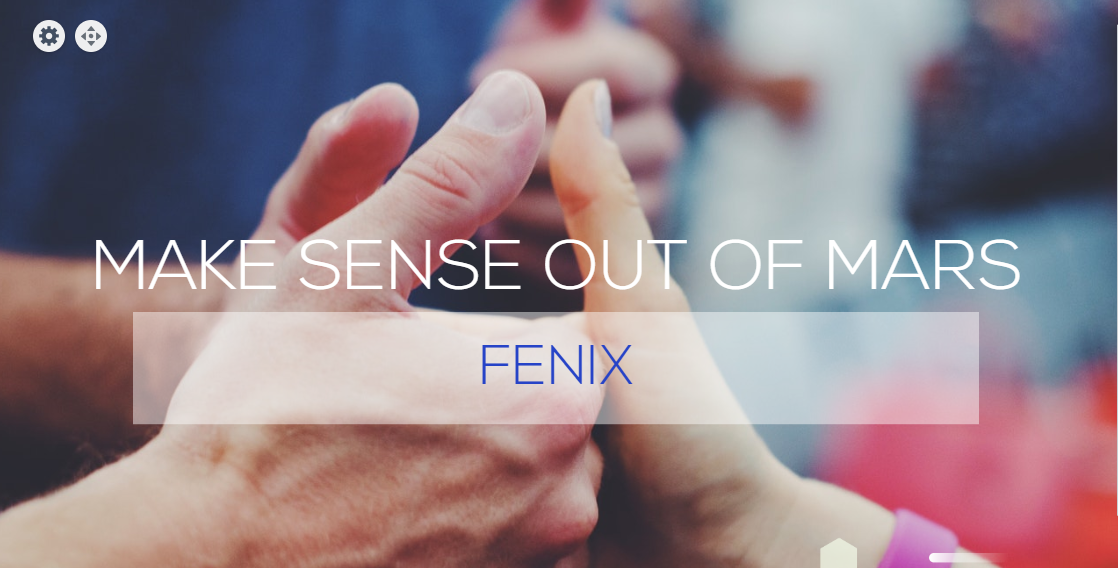 MAKE SENSE OUT OF MARS
FENIX